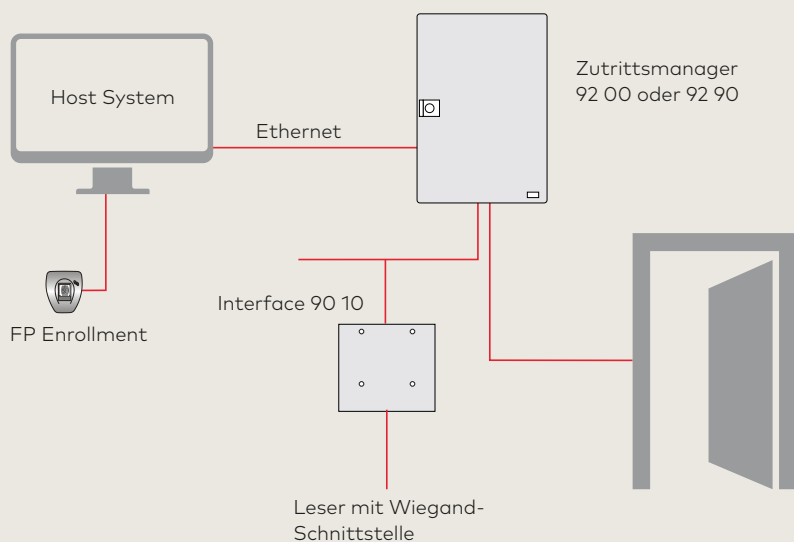 Host System
Ethernet
Zutrittsmanager
92 00 oder 92 90
FP Enrollment
Interface 90 10
Leser mit Wiegand-
Schnittstelle